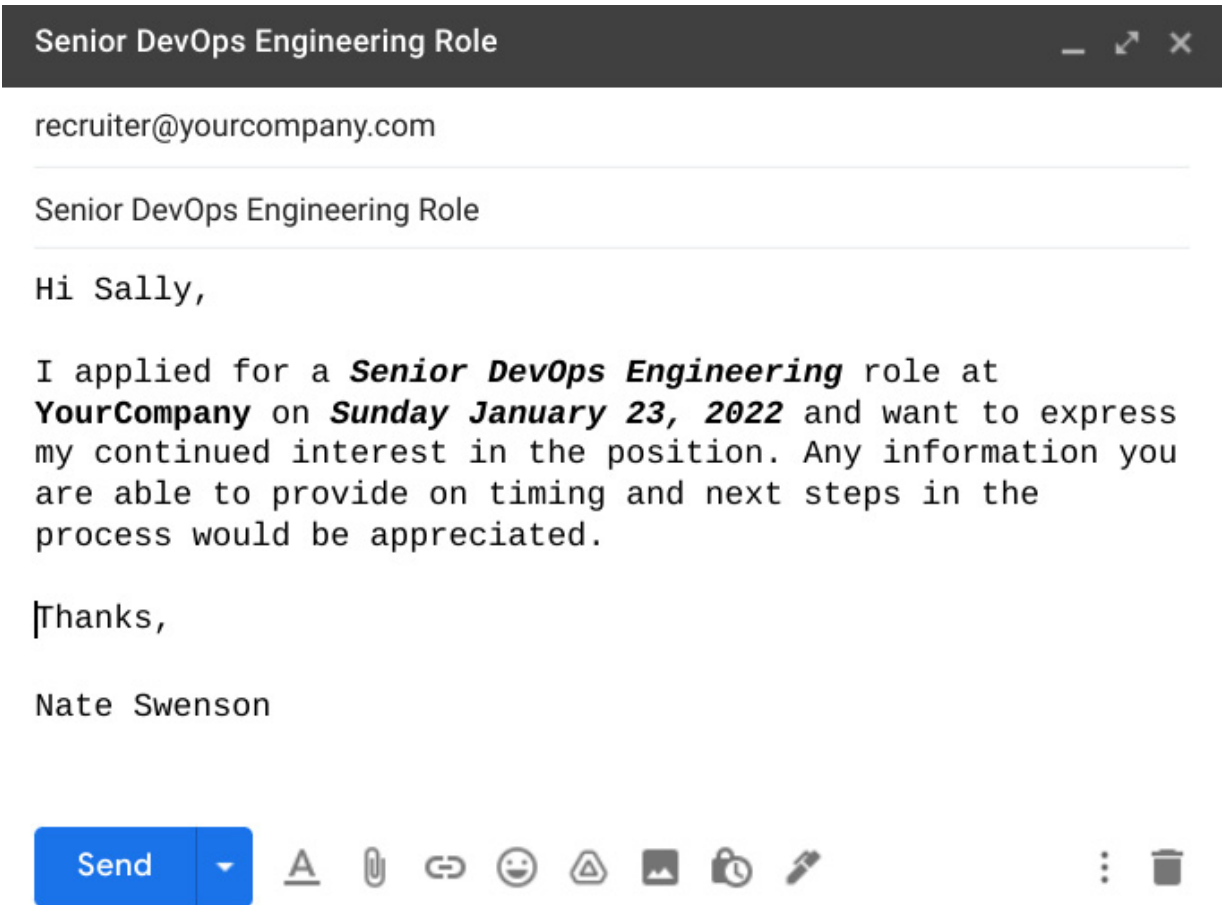 Senior DevOps Engineering Role
recruiter@yourcompany.com
Senior DevOps Engineering Role
Hi Sally,
I applied for a Senior DevOps Engineering role at
YourCompany on Sunday January 23, 2022 and want to express
my continued interest in the position. Any information you
are able to provide on timing and next steps in the
process would be appreciated.
Thanks,
Nate Swenson
Send